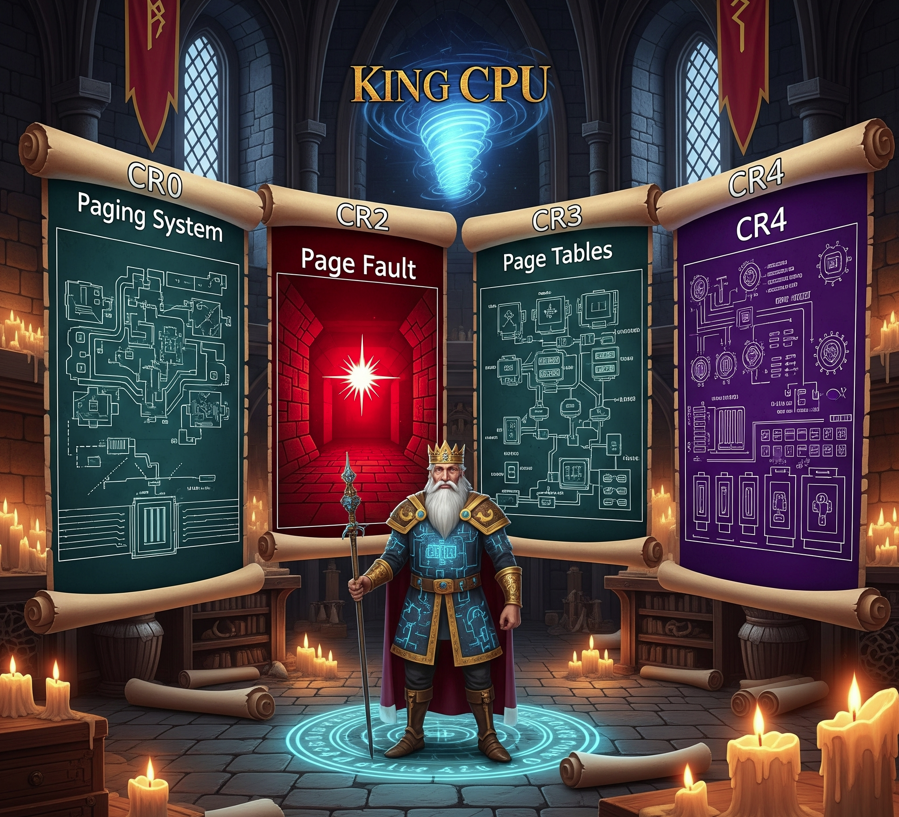 KING CPU
CR0
Paging System
CR2
Page Fault
CR3
Page Tables
CR4
CR4